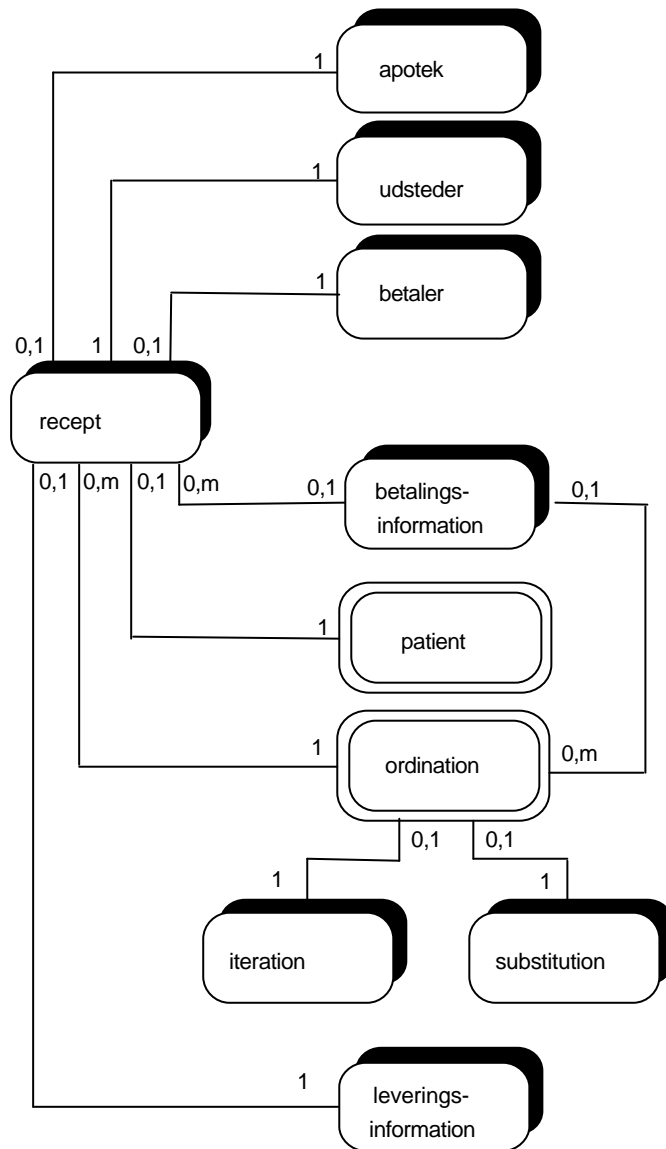 1
apotek
1
udsteder
1
betaler
0,1
1
0,1
recept
0,1
0,m
0,1
0,m
0,1
betalings-
information
0,1
1
patient
1
ordination
0,m
0,1
0,1
1
1
iteration
substitution
1
leverings-
information